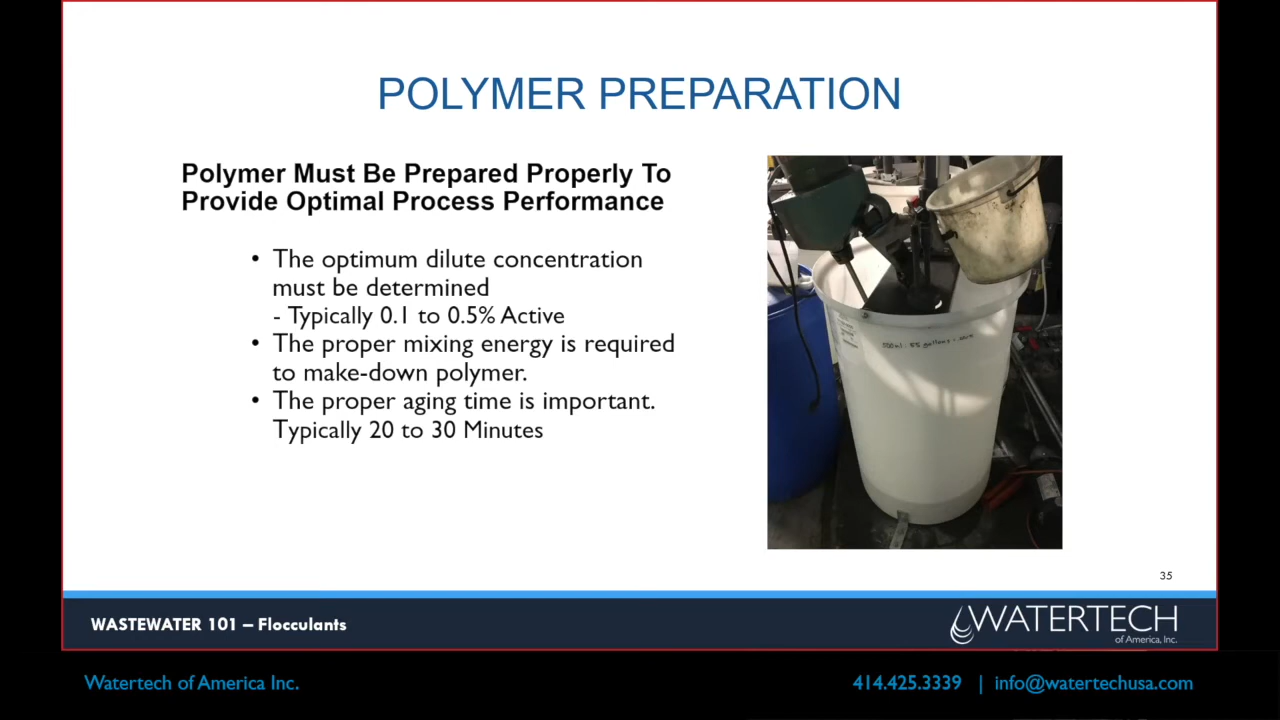 POLYMER PREPARATION
Polymer Must Be Prepared Properly To
Provide Optimal Process Performance
• The optimum dilute concentration
must be determined
- Typically 0.1 to 0.5% Active
• The proper mixing energy is required
to make-down polymer.
• The proper aging time is important.
Typically 20 to 30 Minutes
35
WASTEWATER 101 – Flocculants
WATERTECH
of America, Inc.
Watertech of America Inc.
414.425.3339 | info@watertechusa.com